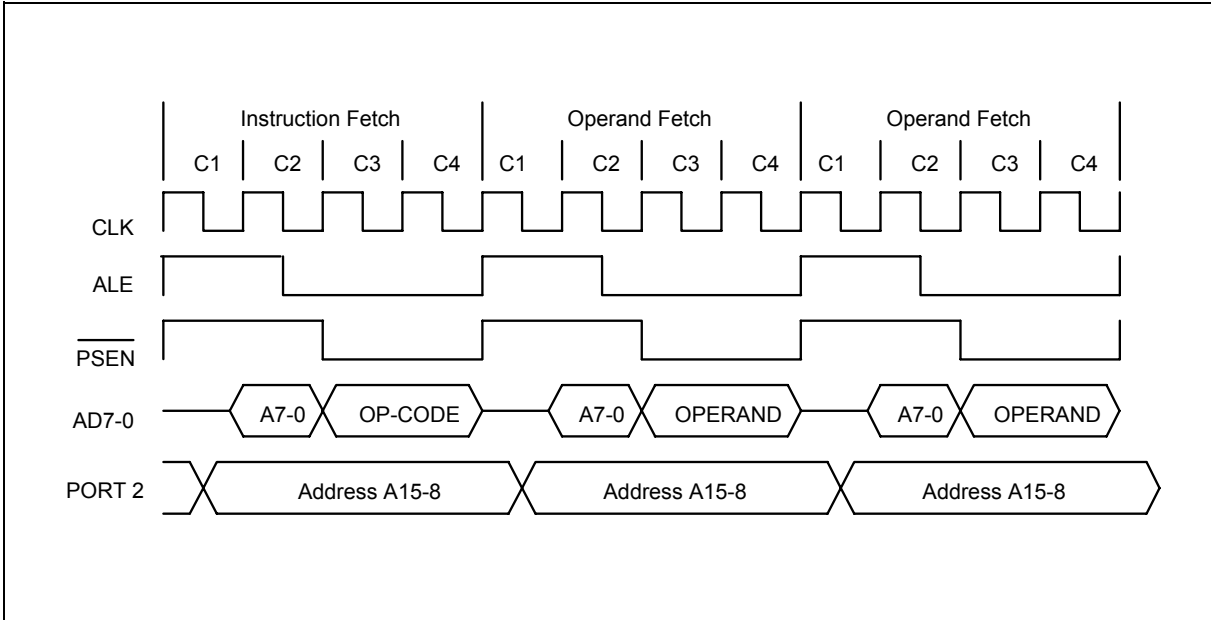 Instruction Fetch Operand Fetch Operand Fetch
C1 C2 C3 C4 C1 C2 C3 C4 C1 C2 C3 C4
CLK
ALE
PSEN
AD7-0 A7-0 OP-CODE A7-0 OPERAND A7-0 OPERAND
PORT 2 Address A15-8 Address A15-8 Address A15-8